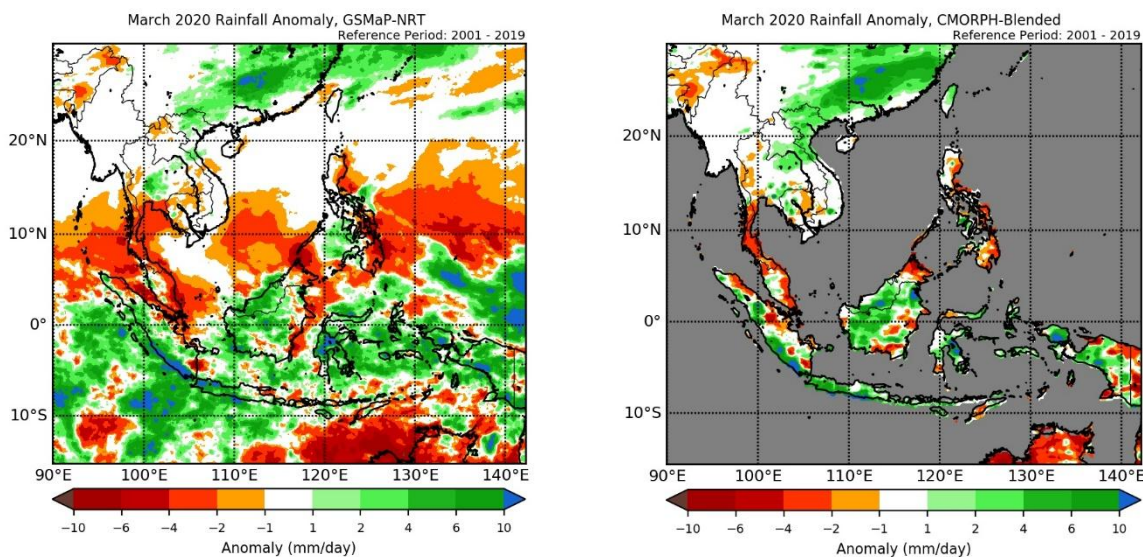 March 2020 Rainfall Anomaly, GSMaP-NRT
Reference Period: 2001 - 2019
20°N
10°N
0°
10°S
90°E 100°E 110°E 120°E 130°E 140°E
−10 −6 −4 −2 −1 1 2 4 6 10
Anomaly (mm/day)
March 2020 Rainfall Anomaly, CMORPH-Blended
Reference Period: 2001 - 2019
20°N
10°N
0°
10°S
90°E 100°E 110°E 120°E 130°E 140°E
−10 −6 −4 −2 −1 1 2 4 6 10
Anomaly (mm/day)